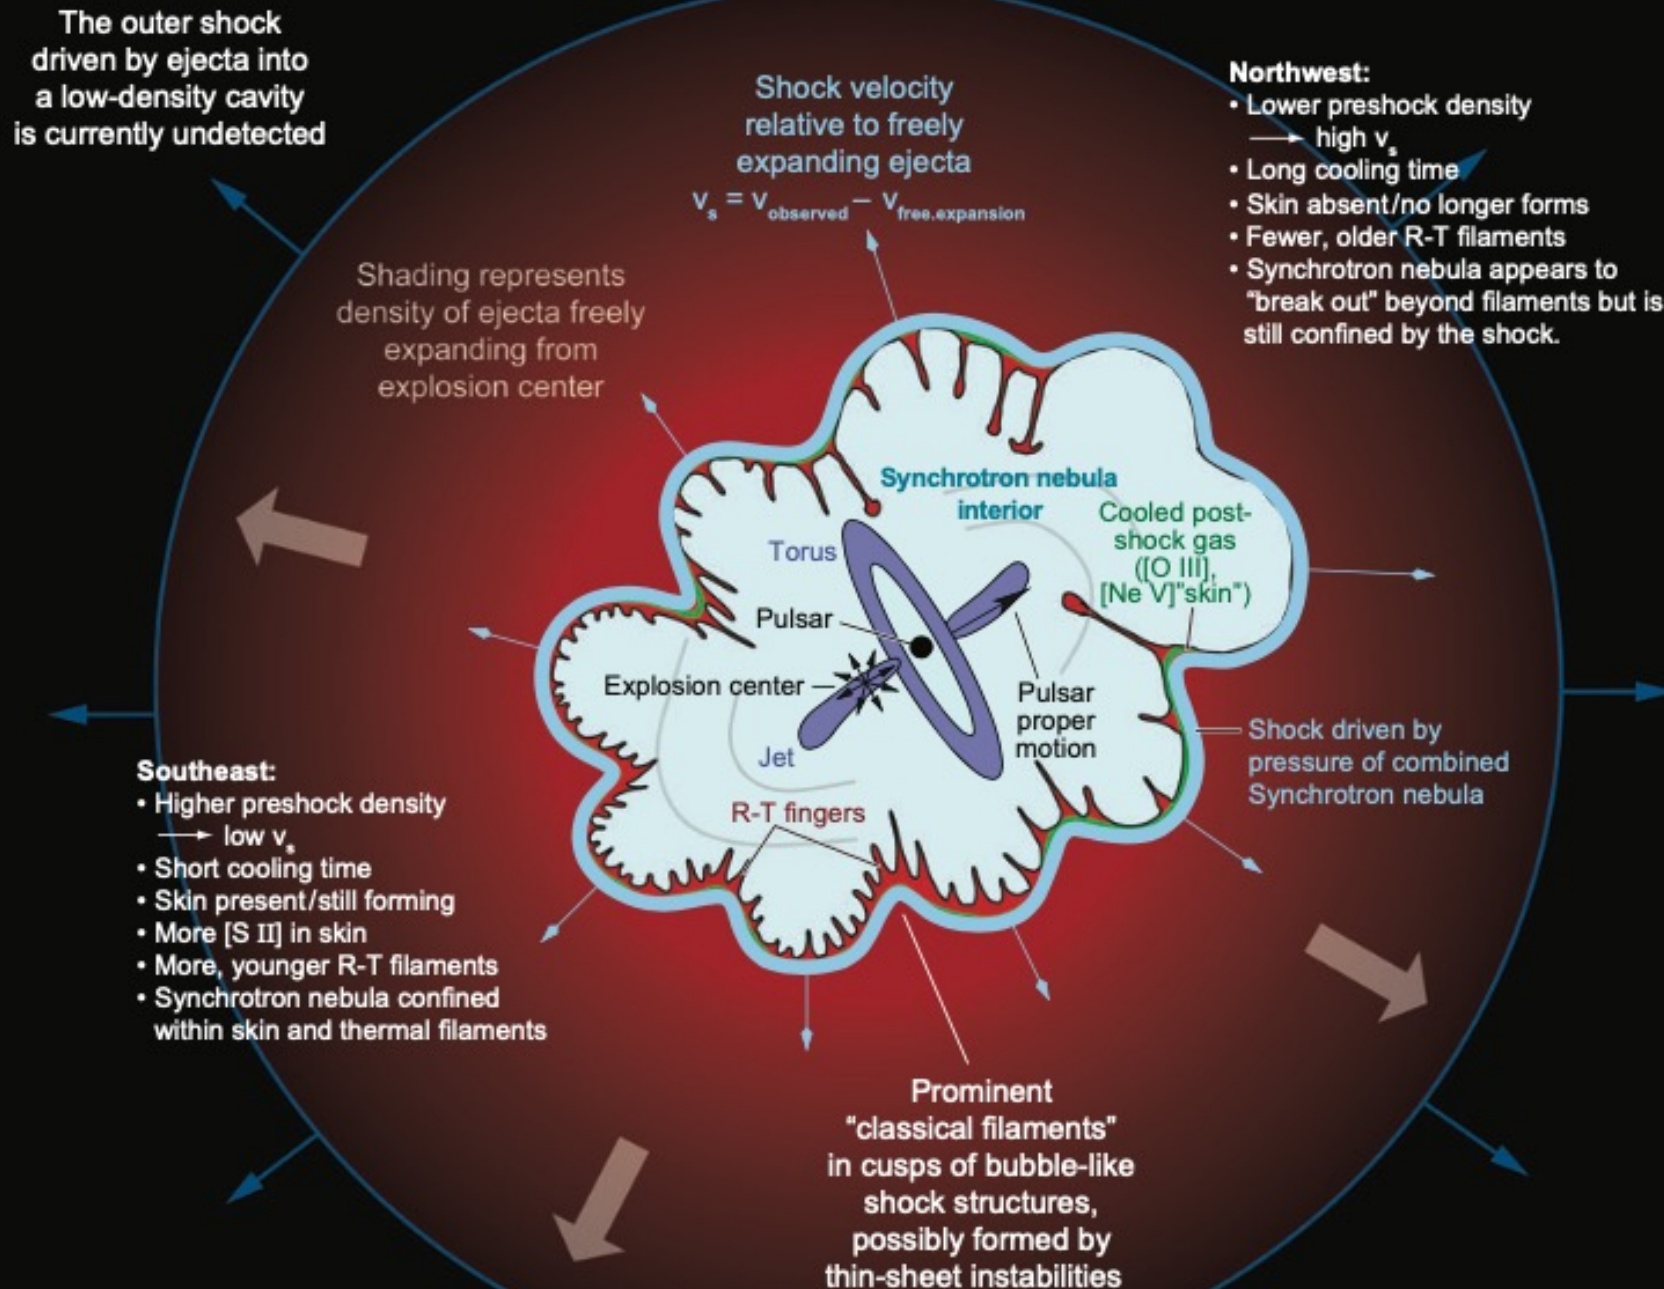 The outer shock
driven by ejecta into
a low-density cavity
is currently undetected
Shock velocity
relative to freely
expanding ejecta
vs = vobserved – vfree.expansion
Northwest:
• Lower preshock density
→ high vs
• Long cooling time
• Skin absent/no longer forms
• Fewer, older R-T filaments
• Synchrotron nebula appears to
“break out” beyond filaments but is
still confined by the shock.
Shading represents
density of ejecta freely
expanding from
explosion center
Synchrotron nebula
interior
Cooled post-
shock gas
([O III],
[Ne V]"skin")
Torus
Pulsar
Explosion center
Jet
Pulsar
proper
motion
R-T fingers
Shock driven by
pressure of combined
Synchrotron nebula
Southeast:
• Higher preshock density
→ low vs
• Short cooling time
• Skin present/still forming
• More [S II] in skin
• More, younger R-T filaments
• Synchrotron nebula confined
within skin and thermal filaments
Prominent
“classical filaments”
in cusps of bubble-like
shock structures,
possibly formed by
thin-sheet instabilities